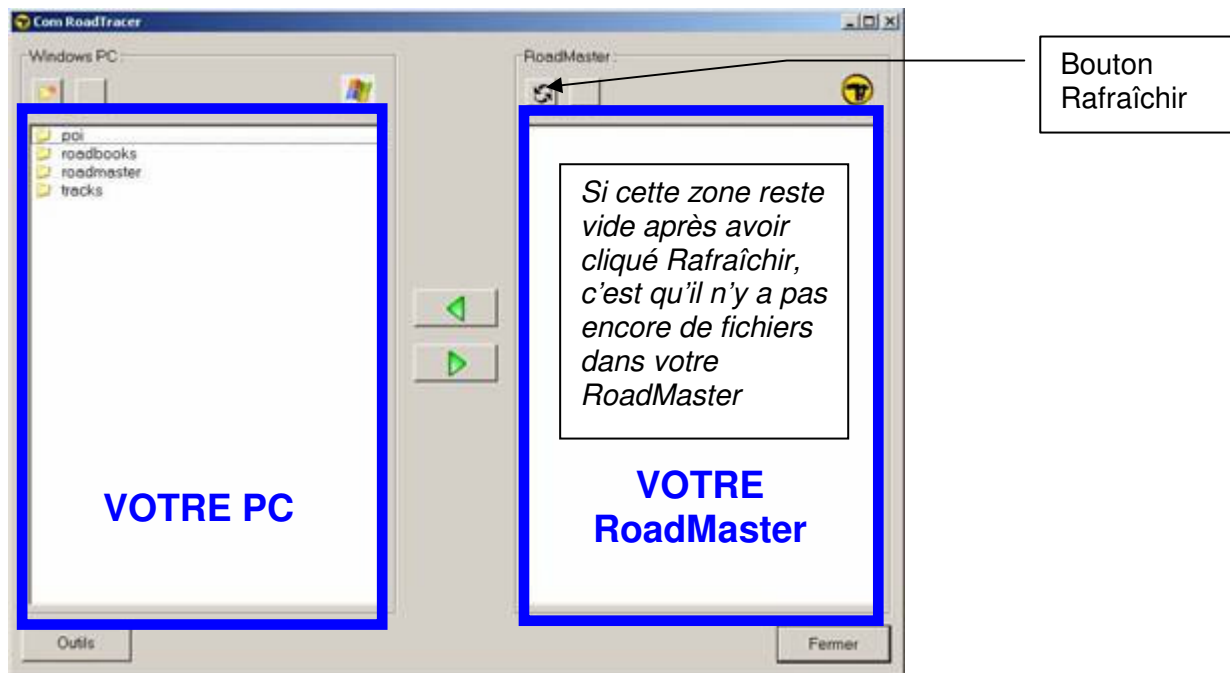 Com RoadTracer
Windows PC :
RoadMaster :
Bouton
Rafraîchir
poi
roadbooks
roadmaster
tracks
Si cette zone reste
vide après avoir
cliqué Rafraîchir,
c'est qu'il n'y a pas
encore de fichiers
dans votre
RoadMaster
VOTRE PC
VOTRE
RoadMaster
Outils
Fermer